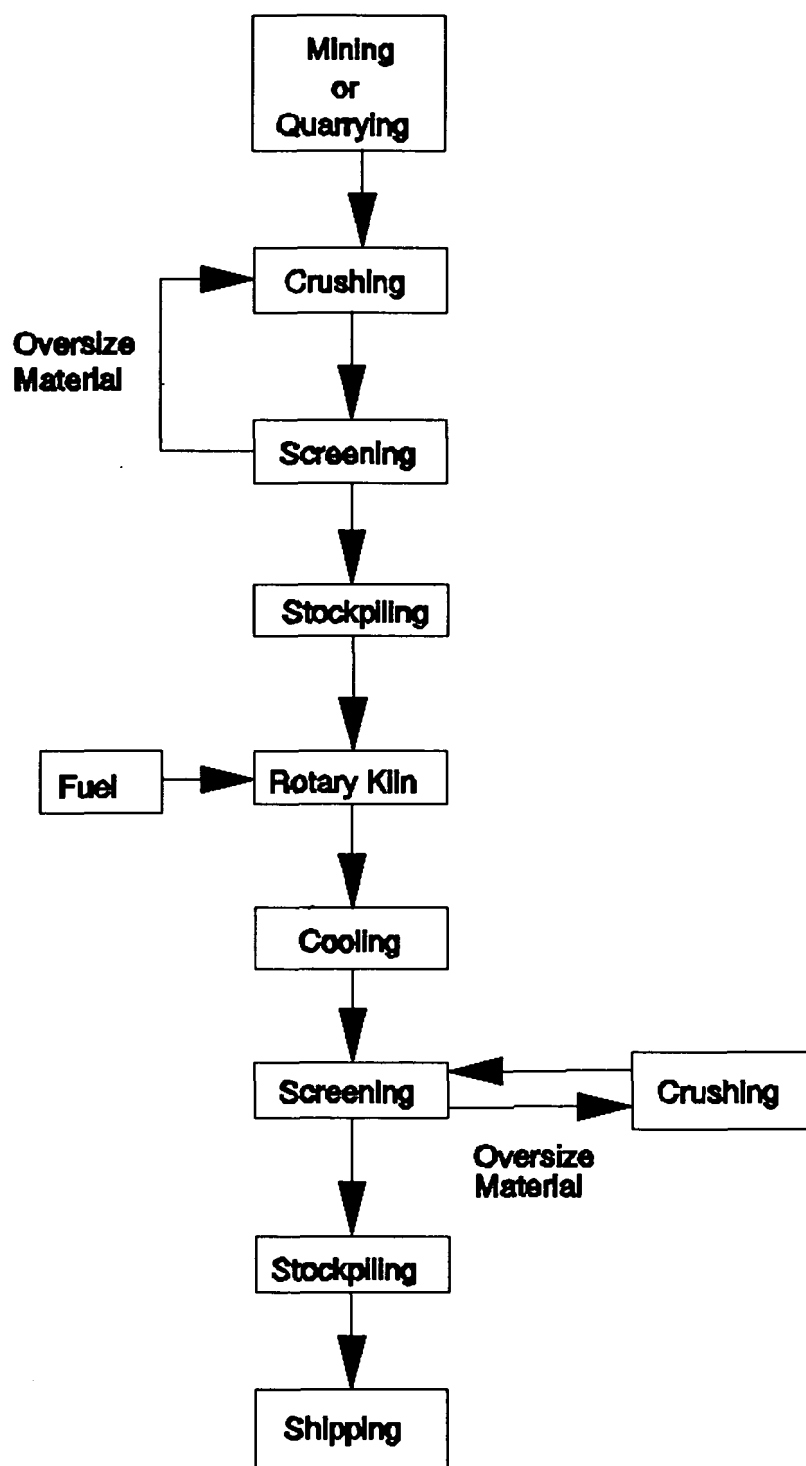 Mining
or
Quarrying
Crushing
Oversize
Material
Screening
Stockpiling
Fuel
Rotary Kiln
Cooling
Screening
Crushing
Oversize
Material
Stockpiling
Shipping